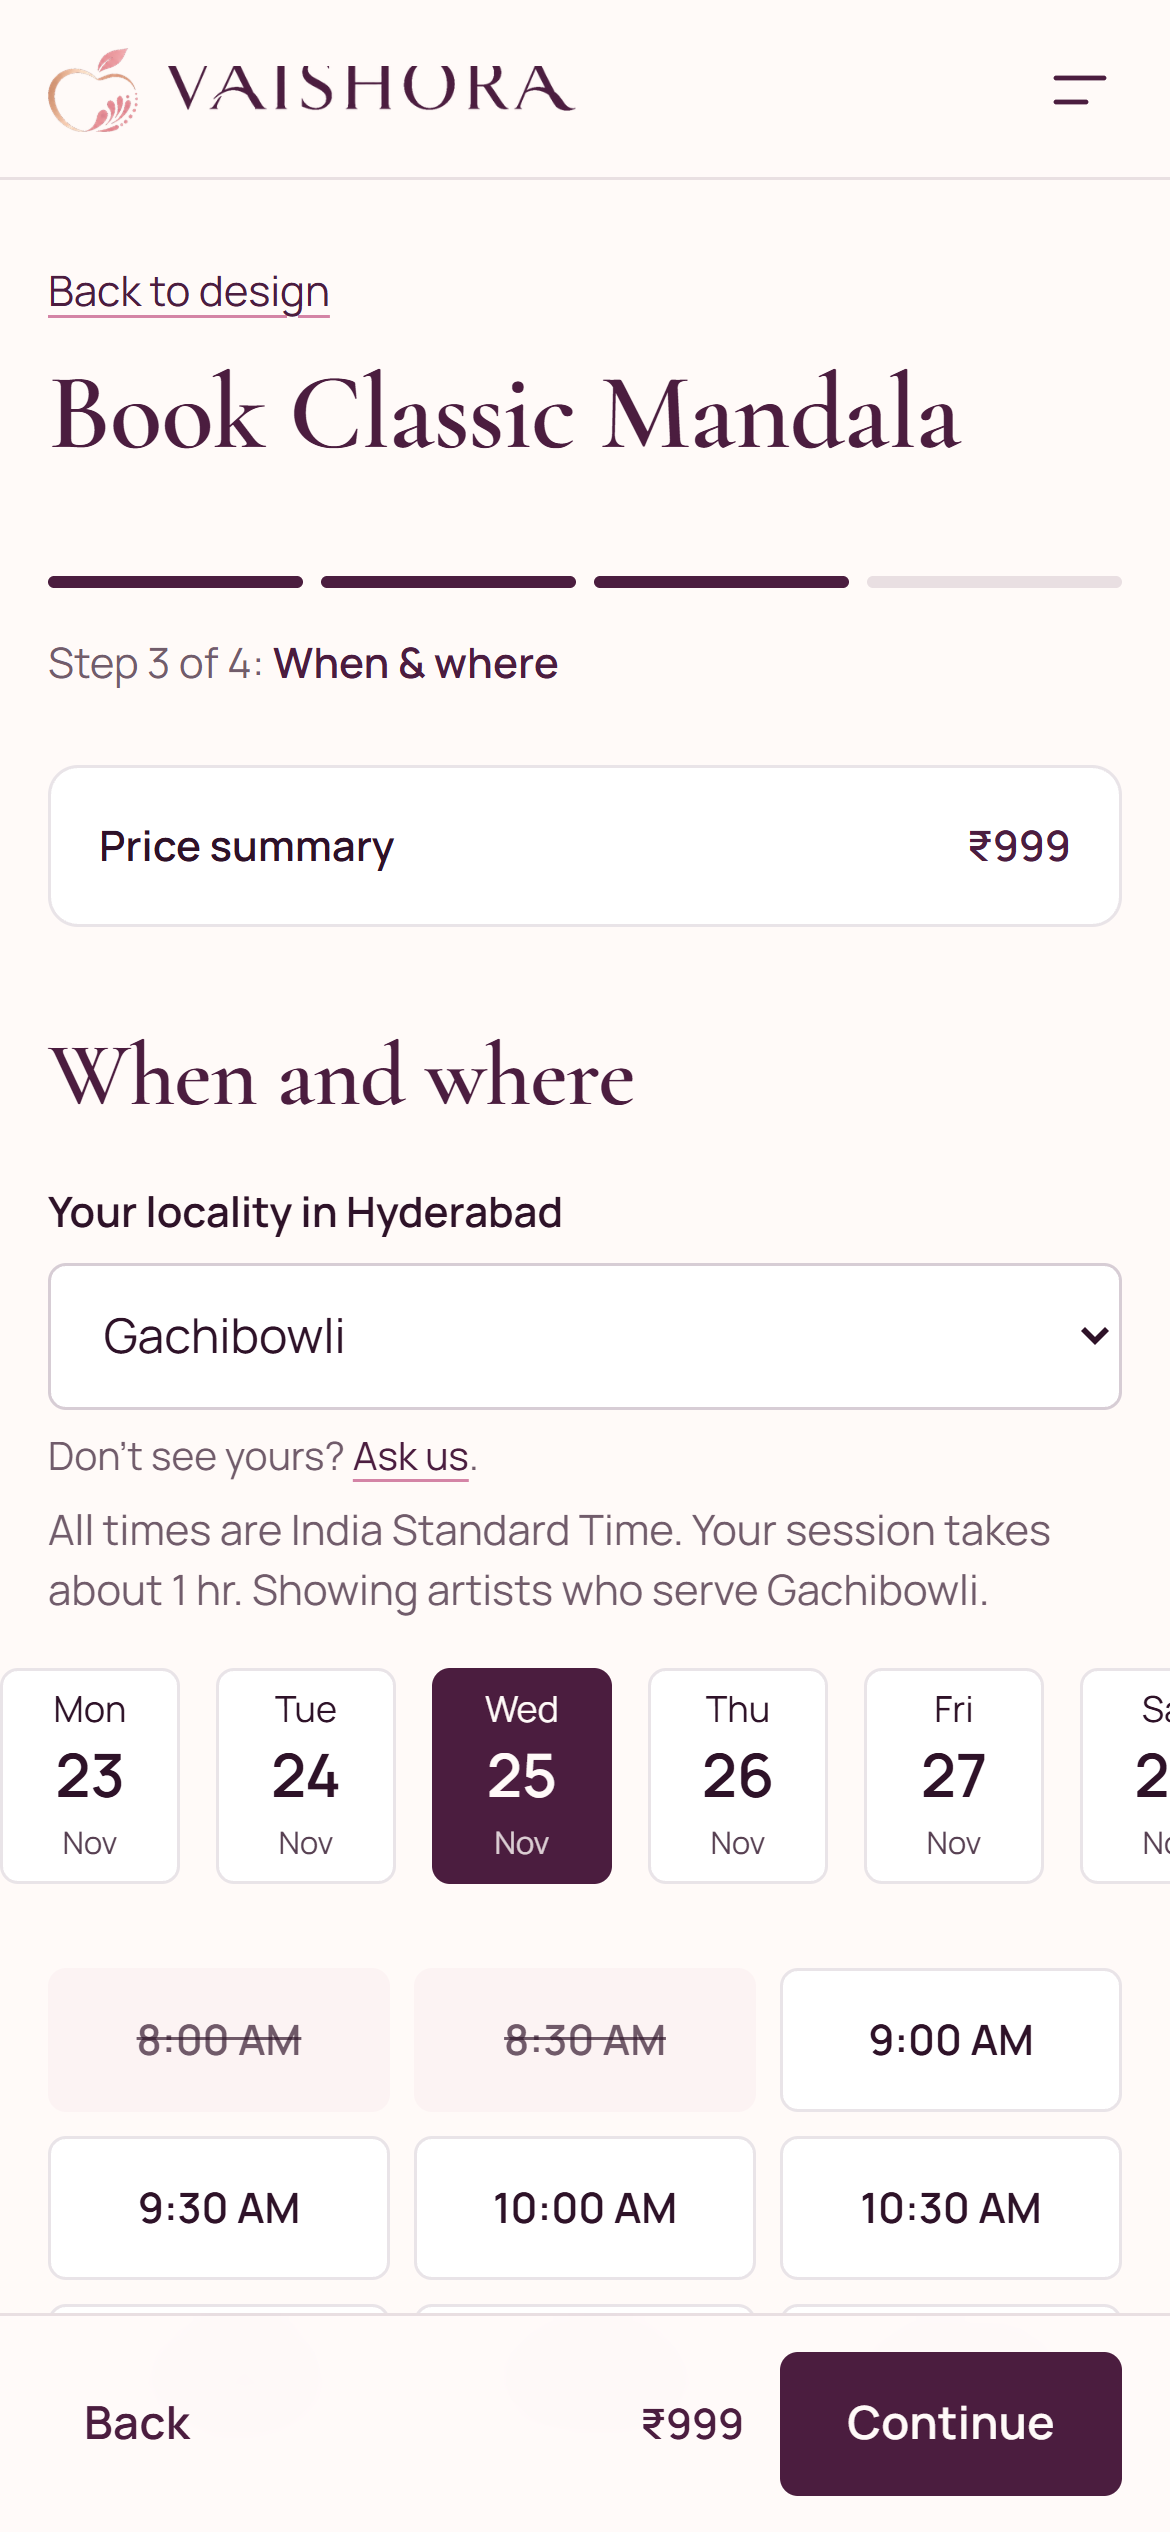 VAISHORA
Back to design
Book Classic Mandala
Step 3 of 4: When & where
Price summary ₹999
When and where
Your locality in Hyderabad
Gachibowli
Don't see yours? Ask us.
All times are India Standard Time. Your session takes
about 1 hr. Showing artists who serve Gachibowli.
Mon Tue Wed Thu Fri
23 24 25 26 27
Nov Nov Nov Nov Nov
8:00 AM 8:30 AM 9:00 AM
9:30 AM 10:00 AM 10:30 AM
Back ₹999 Continue